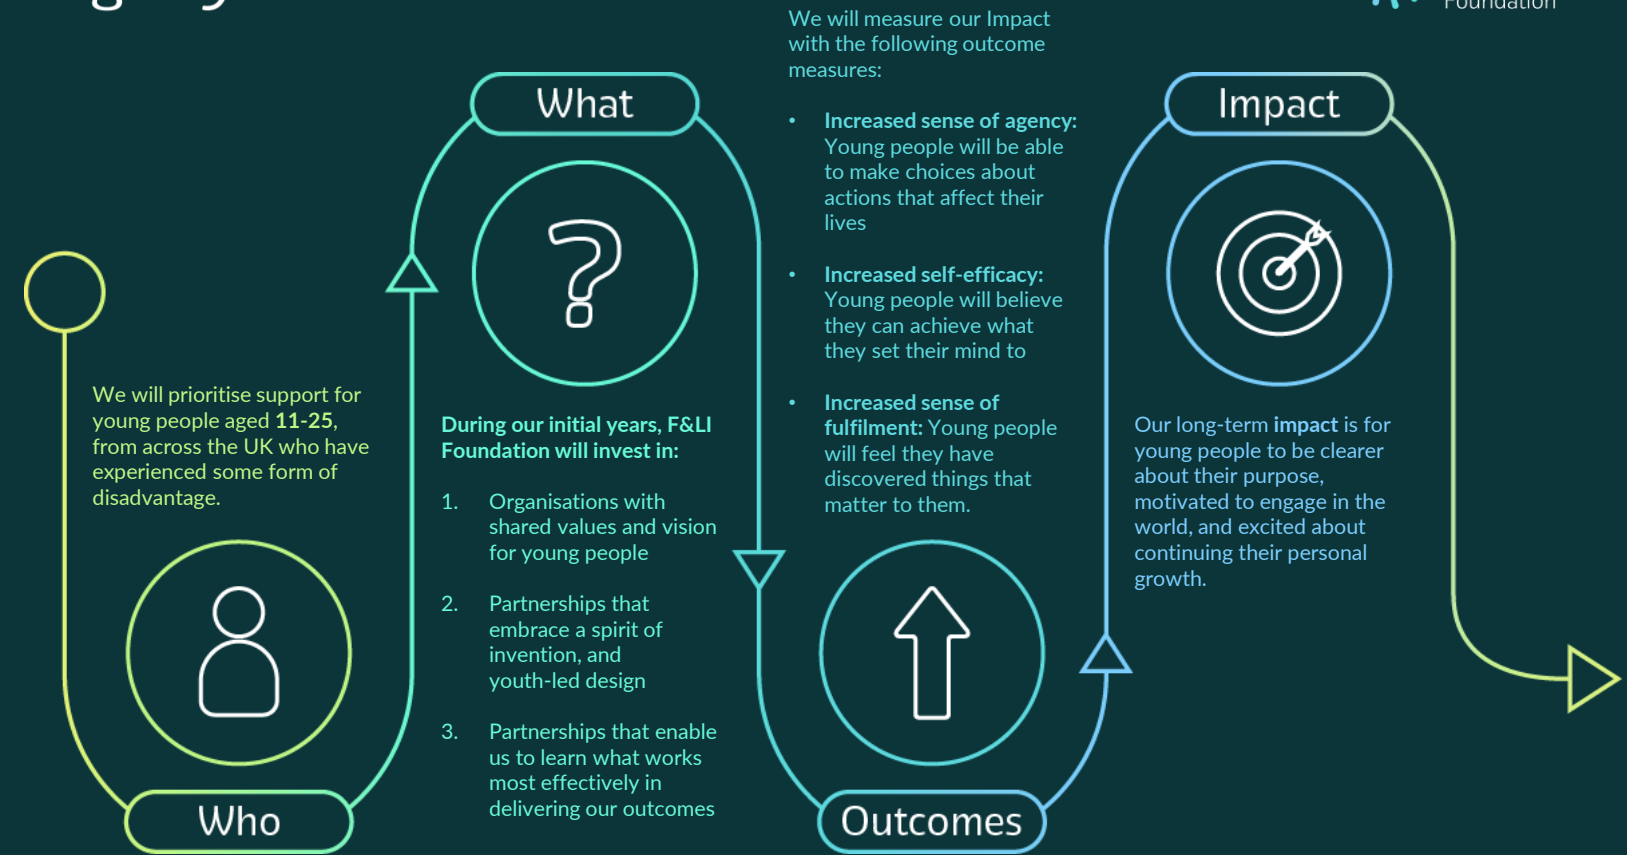 Foundation
We will prioritise support for
young people aged 11-25,
from across the UK who have
experienced some form of
disadvantage.
Who
What
During our initial years, F&LI
Foundation will invest in:
1. Organisations with
shared values and vision
for young people
2. Partnerships that
embrace a spirit of
invention, and
youth-led design
3. Partnerships that enable
us to learn what works
most effectively in
delivering our outcomes
We will measure our Impact
with the following outcome
measures:
• Increased sense of agency:
Young people will be able
to make choices about
actions that affect their
lives
• Increased self-efficacy:
Young people will believe
they can achieve what
they set their mind to
• Increased sense of
fulfilment: Young people
will feel they have
discovered things that
matter to them.
Outcomes
Impact
Our long-term impact is for
young people to be clearer
about their purpose,
motivated to engage in the
world, and excited about
continuing their personal
growth.